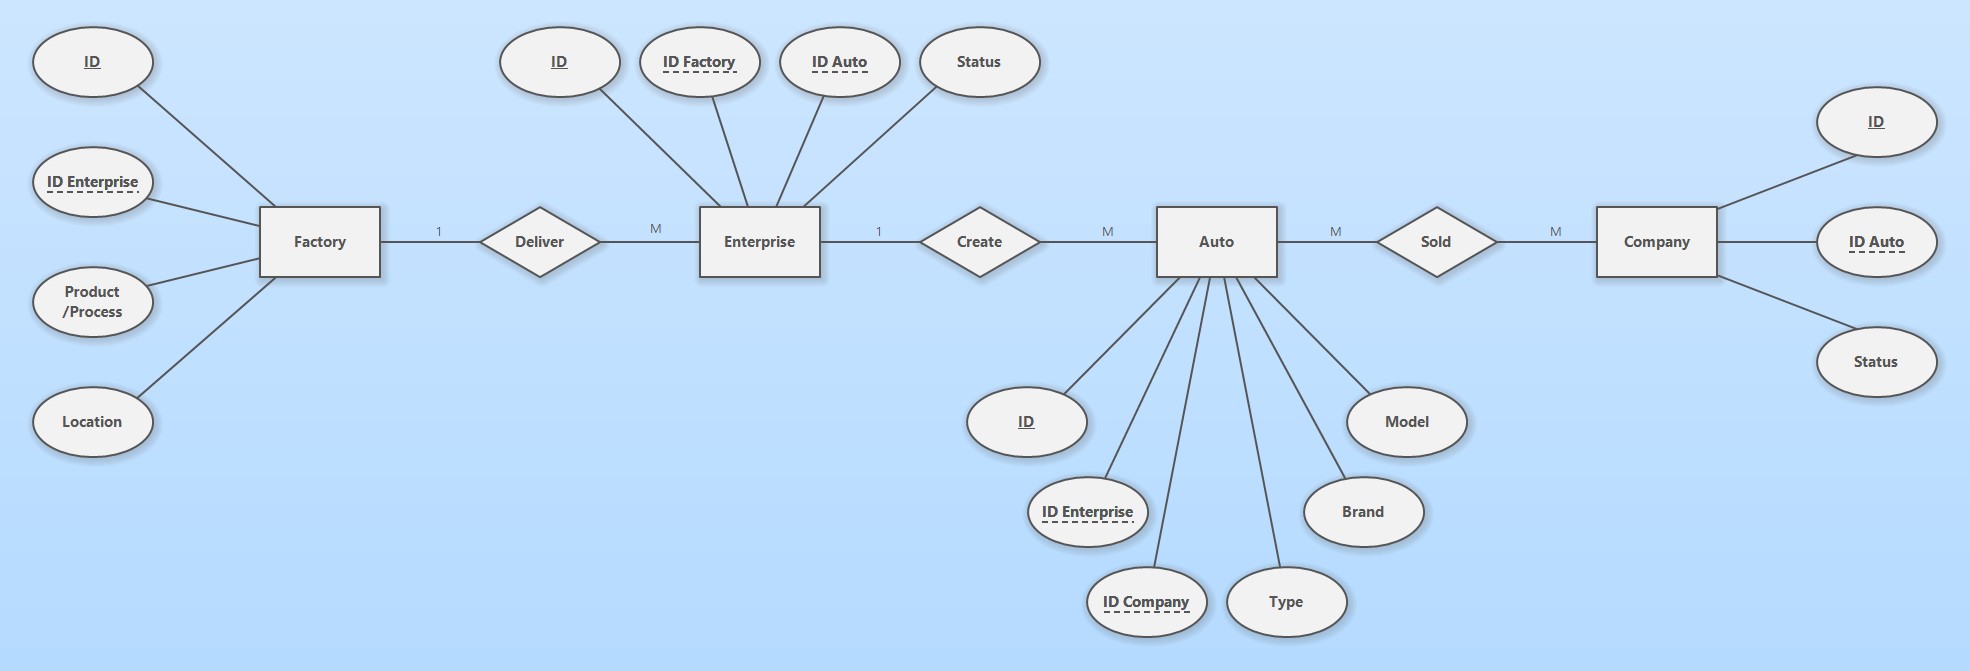 ID
ID Enterprise
Product
/Process
Location
Factory
1
Deliver
M
ID
ID Factory
ID Auto
Status
Enterprise
1
Create
M
Auto
M
Sold
M
Company
ID
ID Auto
Status
ID
ID Enterprise
ID Company
Type
Brand
Model